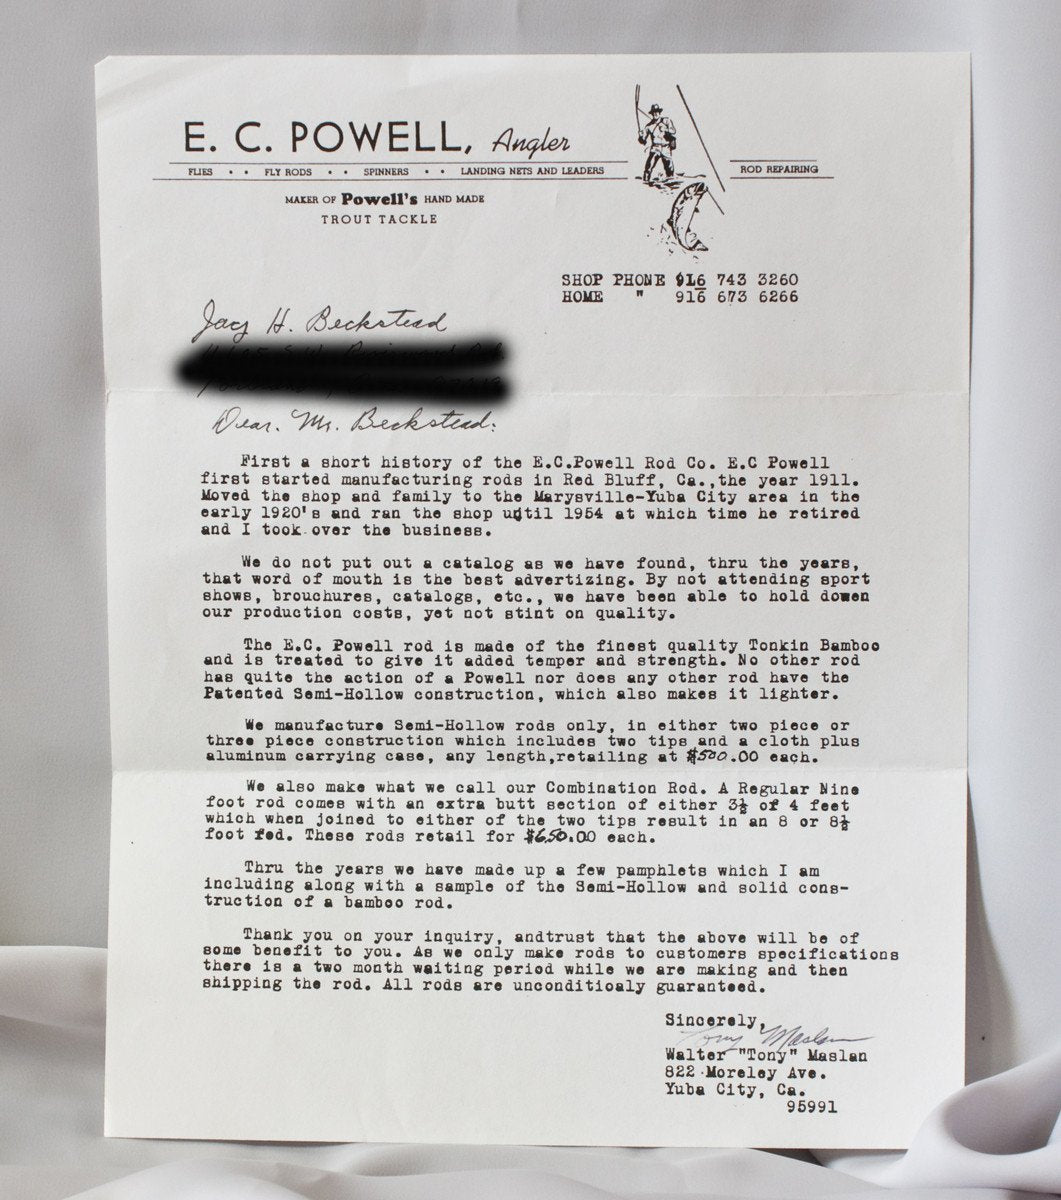 E. C. POWELL, Angler
FLIES • • FLY RODS • • SPINNERS • • LANDING NETS AND LEADERS ROD REPAIRING
MAKER OF Powell's HAND MADE
TROUT TACKLE
SHOP PHONE 916 743 3260
HOME " 916 673 6266
H. Beckstead
Dear. Mr. Beckstead:
First a short history of the E.C.Powell Rod Co. E.C Powell
first started manufacturing rods in Red Bluff, Ca.,the year 1911.
Moved the shop and family to the Marysville-Yuba City area in the
early 1920's and ran the shop until 1954 at which time he retired
and I took over the business.
We do not put out a catalog as we have found, thru the years,
that word of mouth is the best advertizing. By not attending sport
shows, brouchures, catalogs, etc., we have been able to hold dowen
our production costs, yet not stint on quality.
The E.C. Powell rod is made of the finest quality Tonkin Bamboo
and is treated to give it added temper and strength. No other rod
has quite the action of a Powell nor does any other rod have the
Patented Semi-Hollow construction, which also makes it lighter.
We manufacture Semi-Hollow rods only, in either two piece or
three piece construction which includes two tips and a cloth plus
aluminum carrying case, any length,retailing at $500.00 each.
We also make what we call our Combination Rod. A Regular Nine
foot rod comes with an extra butt section of either 3½ of 4 feet
which when joined to either of the two tips result in an 8 or 8½
foot rod. These rods retail for $650.00 each.
Thru the years we have made up a few pamphlets which I am
including along with a sample of the Semi-Hollow and solid cons-
truction of a bamboo rod.
Thank you on your inquiry, andtrust that the above will be of
some benefit to you. As we only make rods to customers specifications
there is a two month waiting period while we are making and then
shipping the rod. All rods are unconditioaly guaranteed.
Sincerely,
Tony Maslan
Walter "Tony" Maslan
822 Moreley Ave.
Yuba City, Ca.
95991